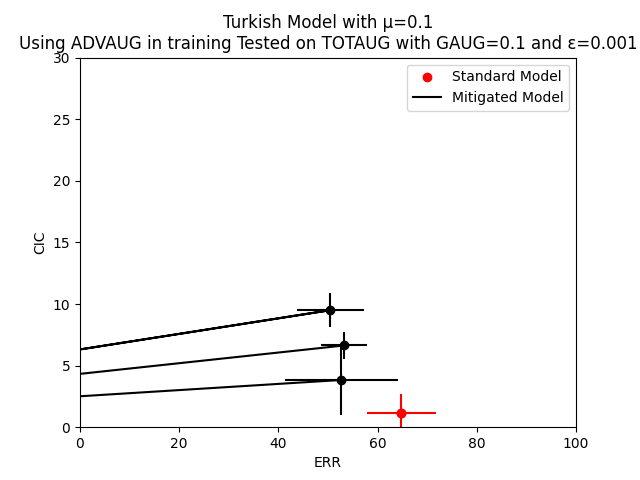 Turkish Model with μ=0.1
Using ADVAUG in training Tested on TOTAUG with GAUG=0.1 and ε=0.001
Standard Model
Mitigated Model
30
25
20
15
10
5
0
CIC
0 20 40 60 80 100
ERR